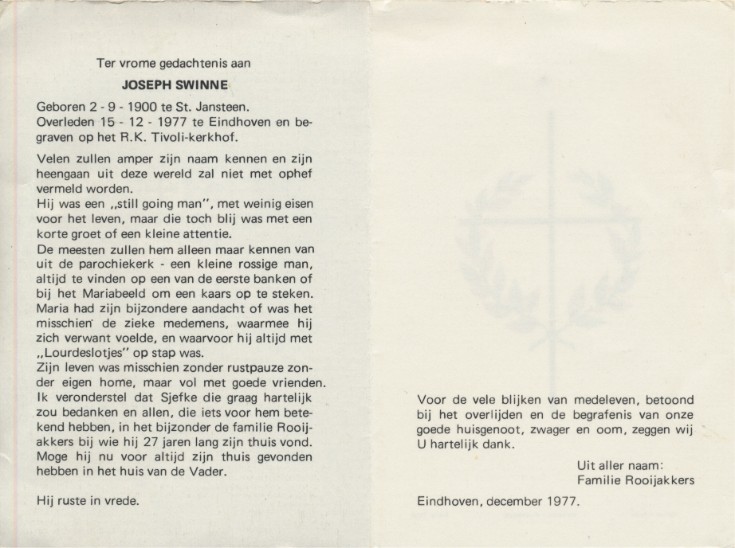 Ter vrome gedachtenis aan
JOSEPH SWINNE
Geboren 2 - 9 - 1900 te St. Jansteen.
Overleden 15 - 12 - 1977 te Eindhoven en be-
graven op het R.K. Tivoli-kerkhof.
Velen zullen amper zijn naam kennen en zijn
heengaan uit deze wereld zal niet met ophef
vermeld worden.
Hij was een „still going man”, met weinig eisen
voor het leven, maar die toch blij was met een
korte groet of een kleine attentie.
De meesten zullen hem alleen maar kennen van
uit de parochiekerk - een kleine rossige man,
altijd te vinden op een van de eerste banken of
bij het Mariabeeld om een kaars op te steken.
Maria had zijn bijzondere aandacht of was het
misschien de zieke medemens, waarmee hij
zich verwant voelde, en waarvoor hij altijd met
„Lourdeslotjes” op stap was.
Zijn leven was misschien zonder rustpauze zon-
der eigen home, maar vol met goede vrienden.
Ik veronderstel dat Sjefke die graag hartelijk
zou bedanken en allen, die iets voor hem bete-
kend hebben, in het bijzonder de familie Rooij-
akkers bij wie hij 27 jaren lang zijn thuis vond.
Moge hij nu voor altijd zijn thuis gevonden
hebben in het huis van de Vader.
Hij ruste in vrede.
Voor de vele blijken van medeleven, betoond
bij het overlijden en de begrafenis van onze
goede huisgenoot, zwager en oom, zeggen wij
U hartelijk dank.
Uit aller naam:
Familie Rooijakkers
Eindhoven, december 1977.